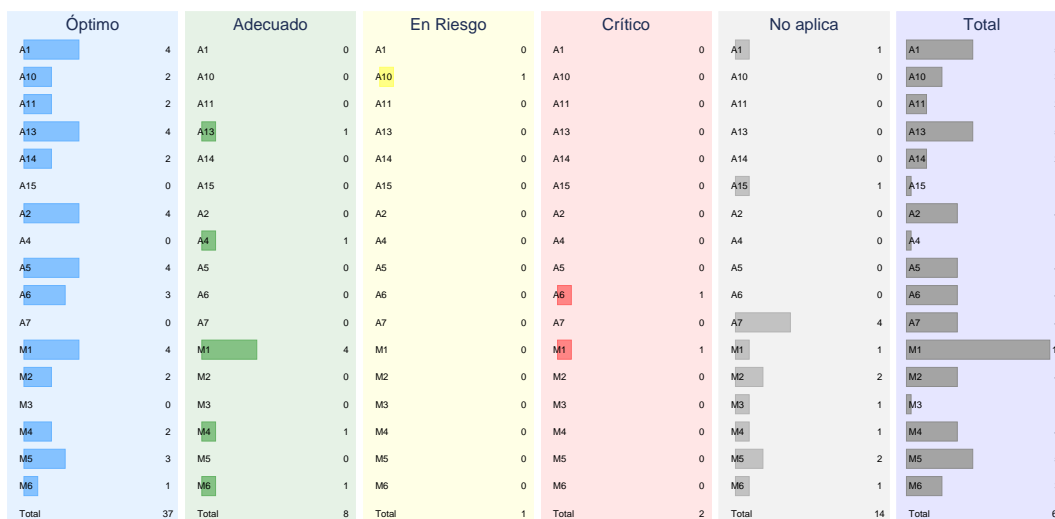 Óptimo Adecuado En Riesgo Crítico No aplica Total
A1 4 A1 0 A1 0 A1 0 A1 1 A1
A10 2 A10 0 A10 1 A10 0 A10 0 A10
A11 2 A11 0 A11 0 A11 0 A11 0 A11
A13 4 A13 1 A13 0 A13 0 A13 0 A13
A14 2 A14 0 A14 0 A14 0 A14 0 A14
A15 0 A15 0 A15 0 A15 0 A15 1 A15
A2 4 A2 0 A2 0 A2 0 A2 0 A2
A4 0 A4 1 A4 0 A4 0 A4 0 A4
A5 4 A5 0 A5 0 A5 0 A5 0 A5
A6 3 A6 0 A6 0 A6 1 A6 0 A6
A7 0 A7 0 A7 0 A7 0 A7 4 A7
M1 4 M1 4 M1 0 M1 1 M1 1 M1 1
M2 2 M2 0 M2 0 M2 0 M2 2 M2
M3 0 M3 0 M3 0 M3 0 M3 1 M3
M4 2 M4 1 M4 0 M4 0 M4 1 M4
M5 3 M5 0 M5 0 M5 0 M5 2 M5
M6 1 M6 1 M6 0 M6 0 M6 1 M6
Total 37 Total 8 Total 1 Total 2 Total 14 Total 6